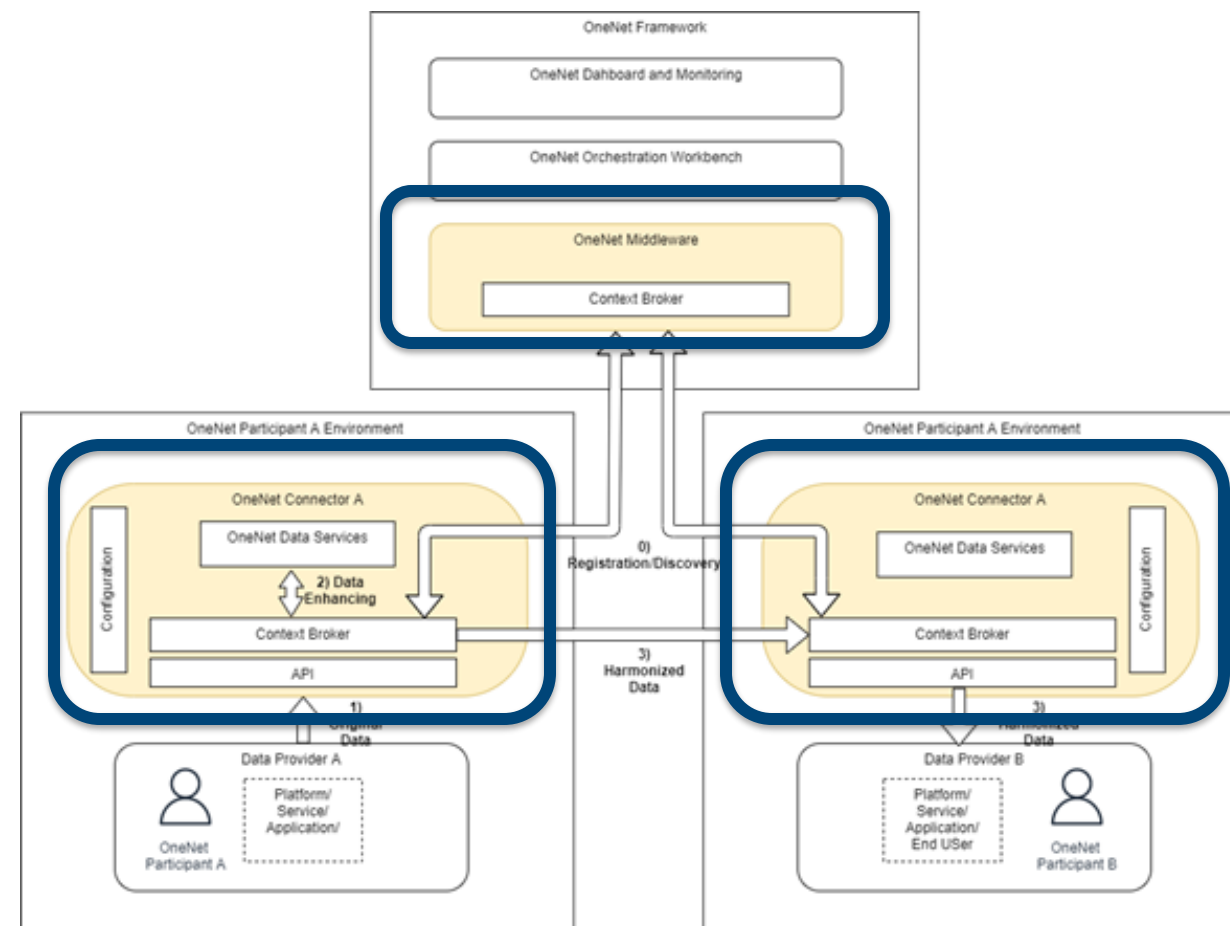 OneNet Framework
OneNet Dahboard and Monitoring
OneNet Orchestration Workbench
OneNet Middleware
Context Broker
OneNet Participant A Environment
OneNet Connector A
Configuration
OneNet Data Services
2) Data
Enhancing
Context Broker
API
1)
Original
Data
Data Provider A
Platform/
Service/
Application/
OneNet
Participant A
0)
Registration/Discovery
3)
Harmonized
Data
OneNet Participant A Environment
OneNet Connector A
OneNet Data Services
Configuration
Context Broker
API
3)
Harmonized
Data
Data Provider B
Platform/
Service/
Application/
End USer
OneNet
Participant B